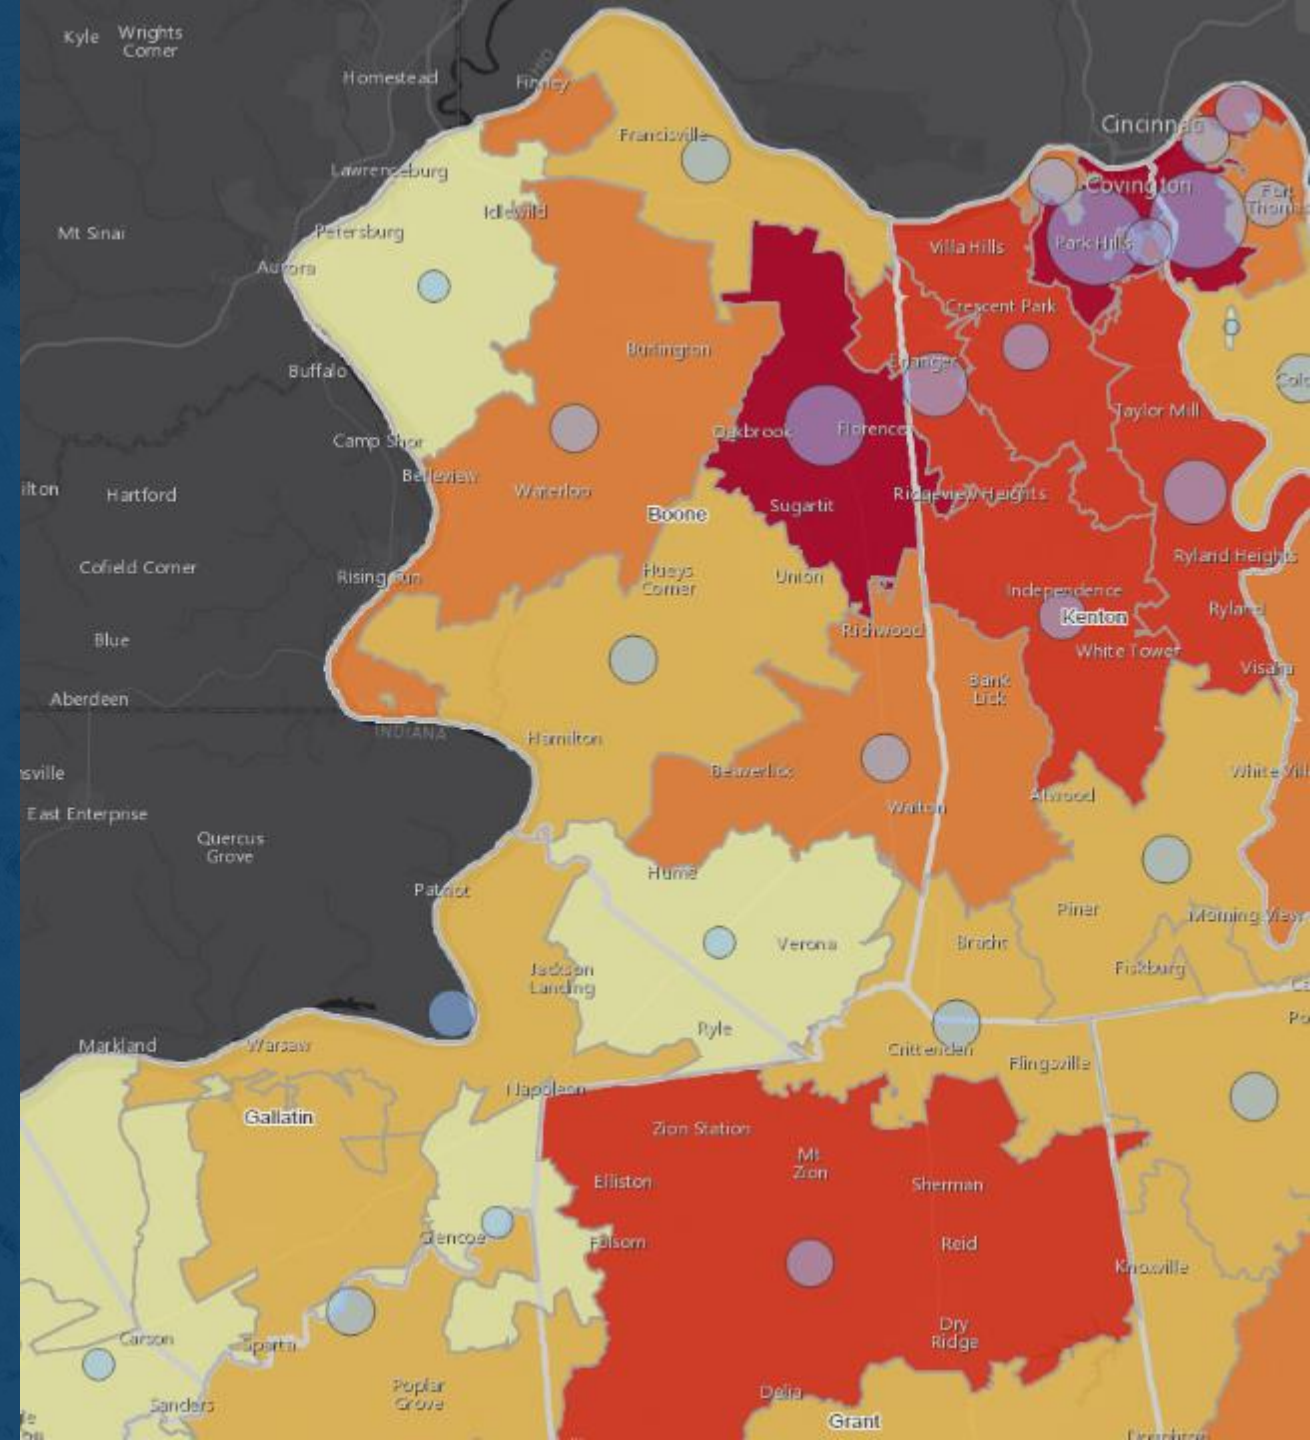 Kyle
Wrights
Corner
Homestead
Finney
Francisville
Cincinnati
Lawrenceburg
Covington
Fort
Thomas
Idlewild
Mt Sinai
Petersburg
Park Hills
Villa Hills
Aurora
Crescent Park
Burlington
Erlanger
Buffalo
Taylor Mill
Camp Shor
Oakbrook
Florence
Belleview
Waterloo
Hartford
Ridgeview Heights
Sugartit
Boone
Ryland Heights
Cofield Corner
Rising Sun
Hueys
Corner
Union
Independence
Kenton
Ryland
Richwood
Blue
White Tower
Visalia
Aberdeen
Bank
Lick
INDIANA
Hamilton
Beaverlick
White Vill
East Enterprise
Walton
Atwood
Quercus
Grove
Hume
Patriot
Piner
Morning View
Verona
Bracht
Fiskburg
Jackson
Landing
Ryle
Markland
Warsaw
Crittenden
Flingsville
Napoleon
Gallatin
Zion Station
Mt
Zion
Elliston
Sherman
Glencoe
Folsom
Reid
Knoxville
Carson
Sparta
Dry
Ridge
Poplar
Grove
Delia
Sanders
Grant